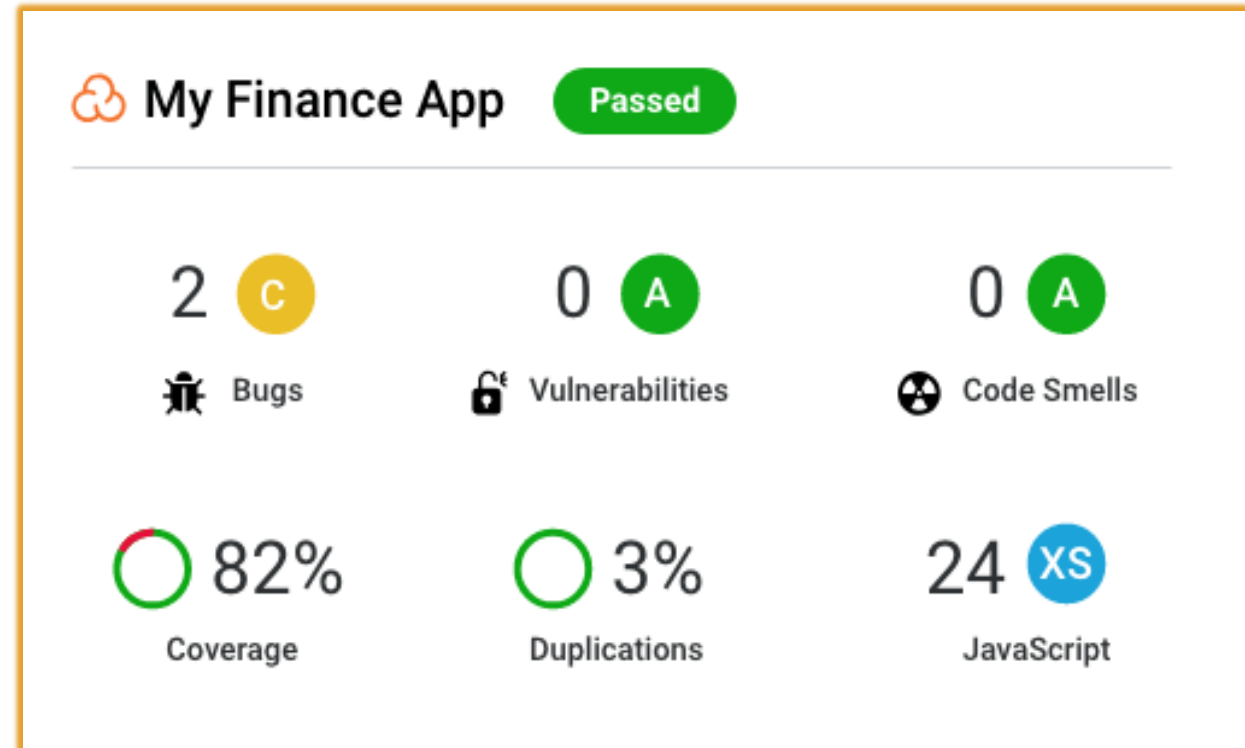 My Finance App Passed
2 C 0 A 0 A
Bugs Vulnerabilities Code Smells
82% 3% 24 XS
Coverage Duplications JavaScript